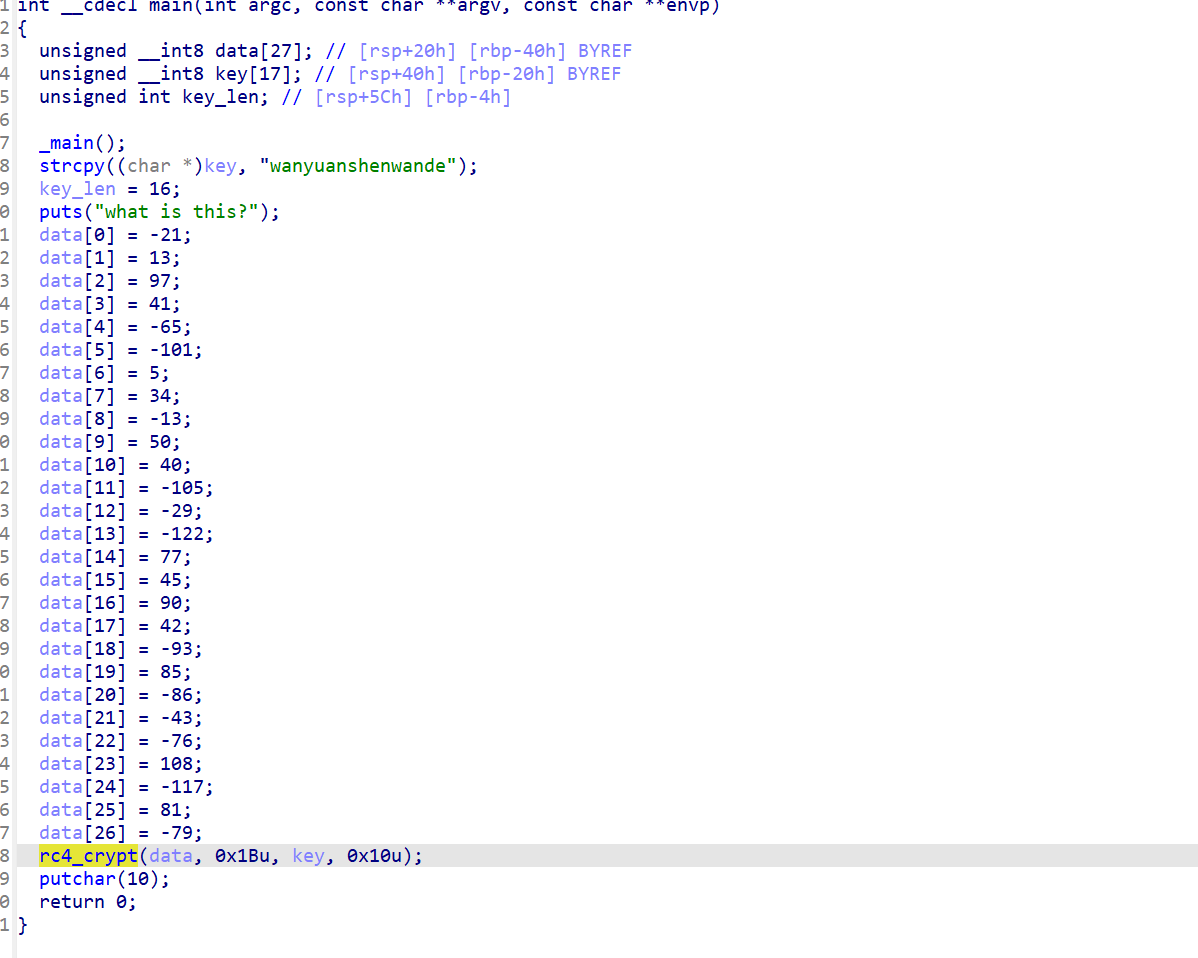 1 int __cdecl main(int argc, const char **argv, const char **envp)
2 {
3   unsigned __int8 data[27]; // [rsp+20h] [rbp-40h] BYREF
4   unsigned __int8 key[17]; // [rsp+40h] [rbp-20h] BYREF
5   unsigned int key_len; // [rsp+5Ch] [rbp-4h]
6
7   _main();
8   strcpy((char *)key, "wanyuanshenwande");
9   key_len = 16;
0   puts("what is this?");
1   data[0] = -21;
2   data[1] = 13;
3   data[2] = 97;
4   data[3] = 41;
5   data[4] = -65;
6   data[5] = -101;
7   data[6] = 5;
8   data[7] = 34;
9   data[8] = -13;
0   data[9] = 50;
1   data[10] = 40;
2   data[11] = -105;
3   data[12] = -29;
4   data[13] = -122;
5   data[14] = 77;
6   data[15] = 45;
7   data[16] = 90;
8   data[17] = 42;
9   data[18] = -93;
0   data[19] = 85;
1   data[20] = -86;
2   data[21] = -43;
3   data[22] = -76;
4   data[23] = 108;
5   data[24] = -117;
6   data[25] = 81;
7   data[26] = -79;
8   rc4_crypt(data, 0x1Bu, key, 0x10u);
9   putchar(10);
0   return 0;
1 }